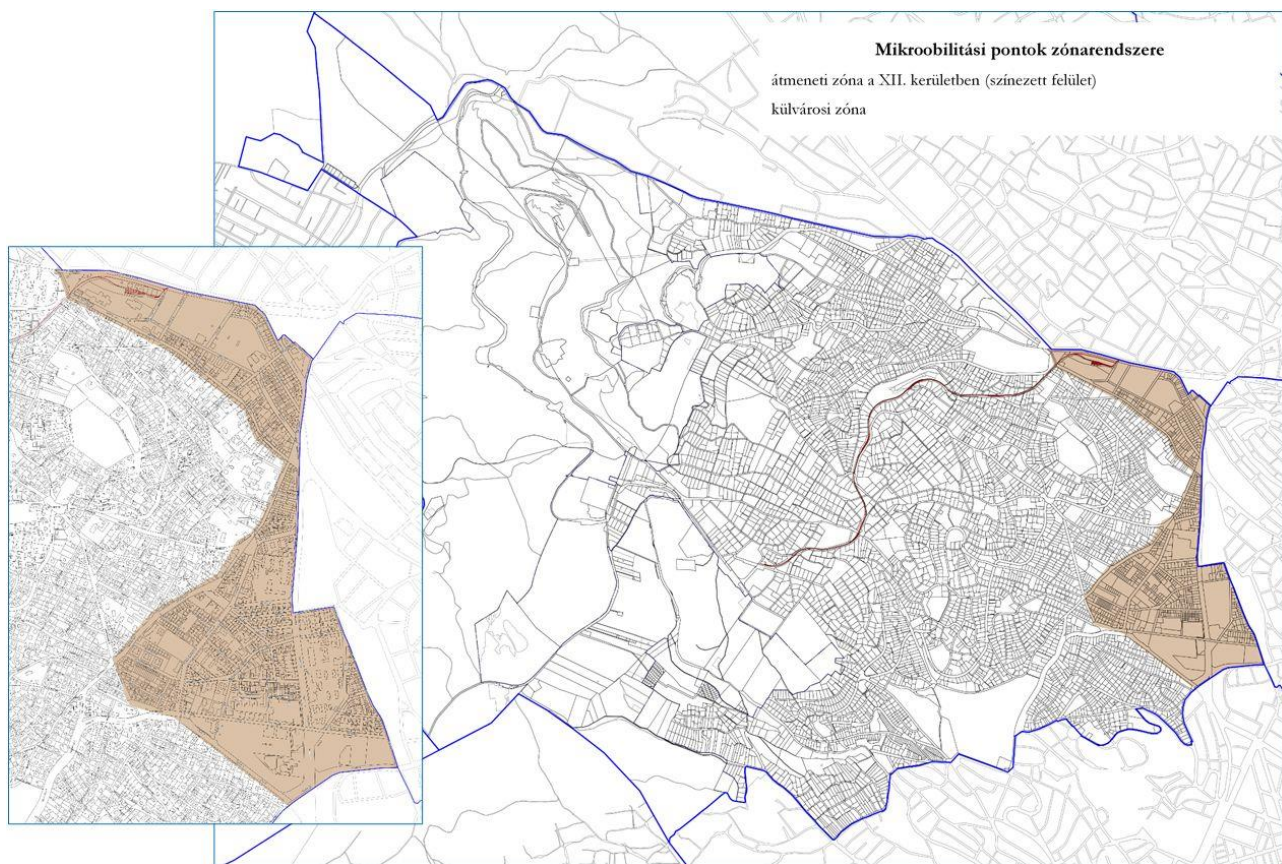 Mikroobilitási pontok zónarendszere
átmeneti zóna a XII. kerületben (színezett felület)
külvárosi zóna